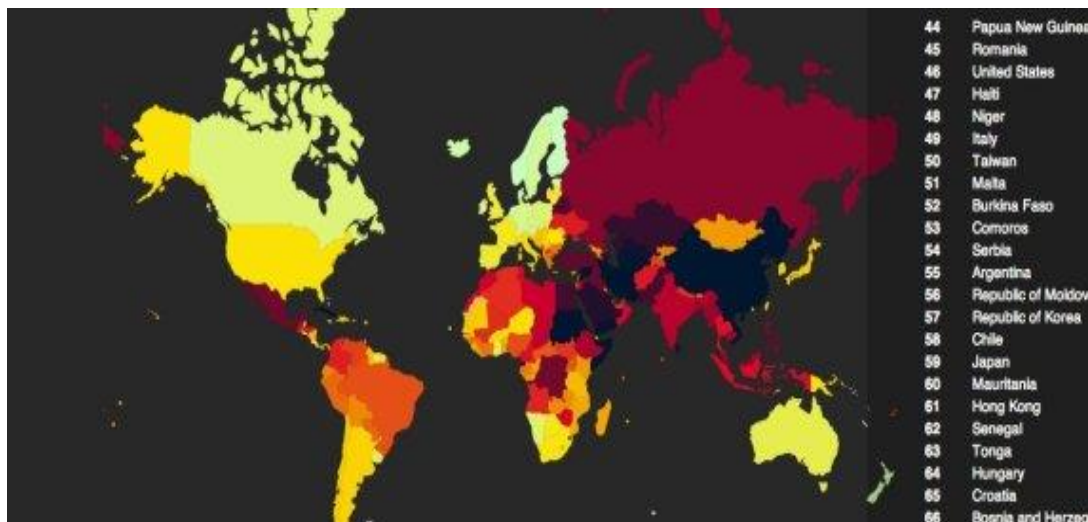 44 Papua New Guinea
45 Romania
46 United States
47 Haiti
48 Niger
49 Italy
50 Taiwan
51 Malta
52 Burkina Faso
53 Comoros
54 Serbia
55 Argentina
56 Republic of Moldov
57 Republic of Korea
58 Chile
59 Japan
60 Mauritania
61 Hong Kong
62 Senegal
63 Tonga
64 Hungary
65 Croatia
66 Bosnia and Herzeg